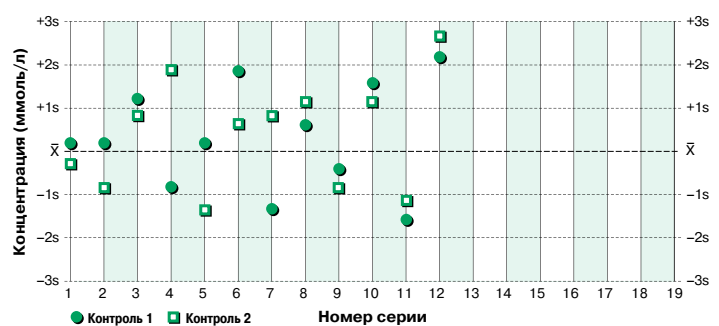 Концентрация (ммоль/л)
+3s +3s
+2s +2s
+1s +1s
X̄ X̄
−1s −1s
−2s −2s
−3s −3s
1 2 3 4 5 6 7 8 9 10 11 12 13 14 15 16 17 18 19
Контроль 1 Контроль 2 Номер серии